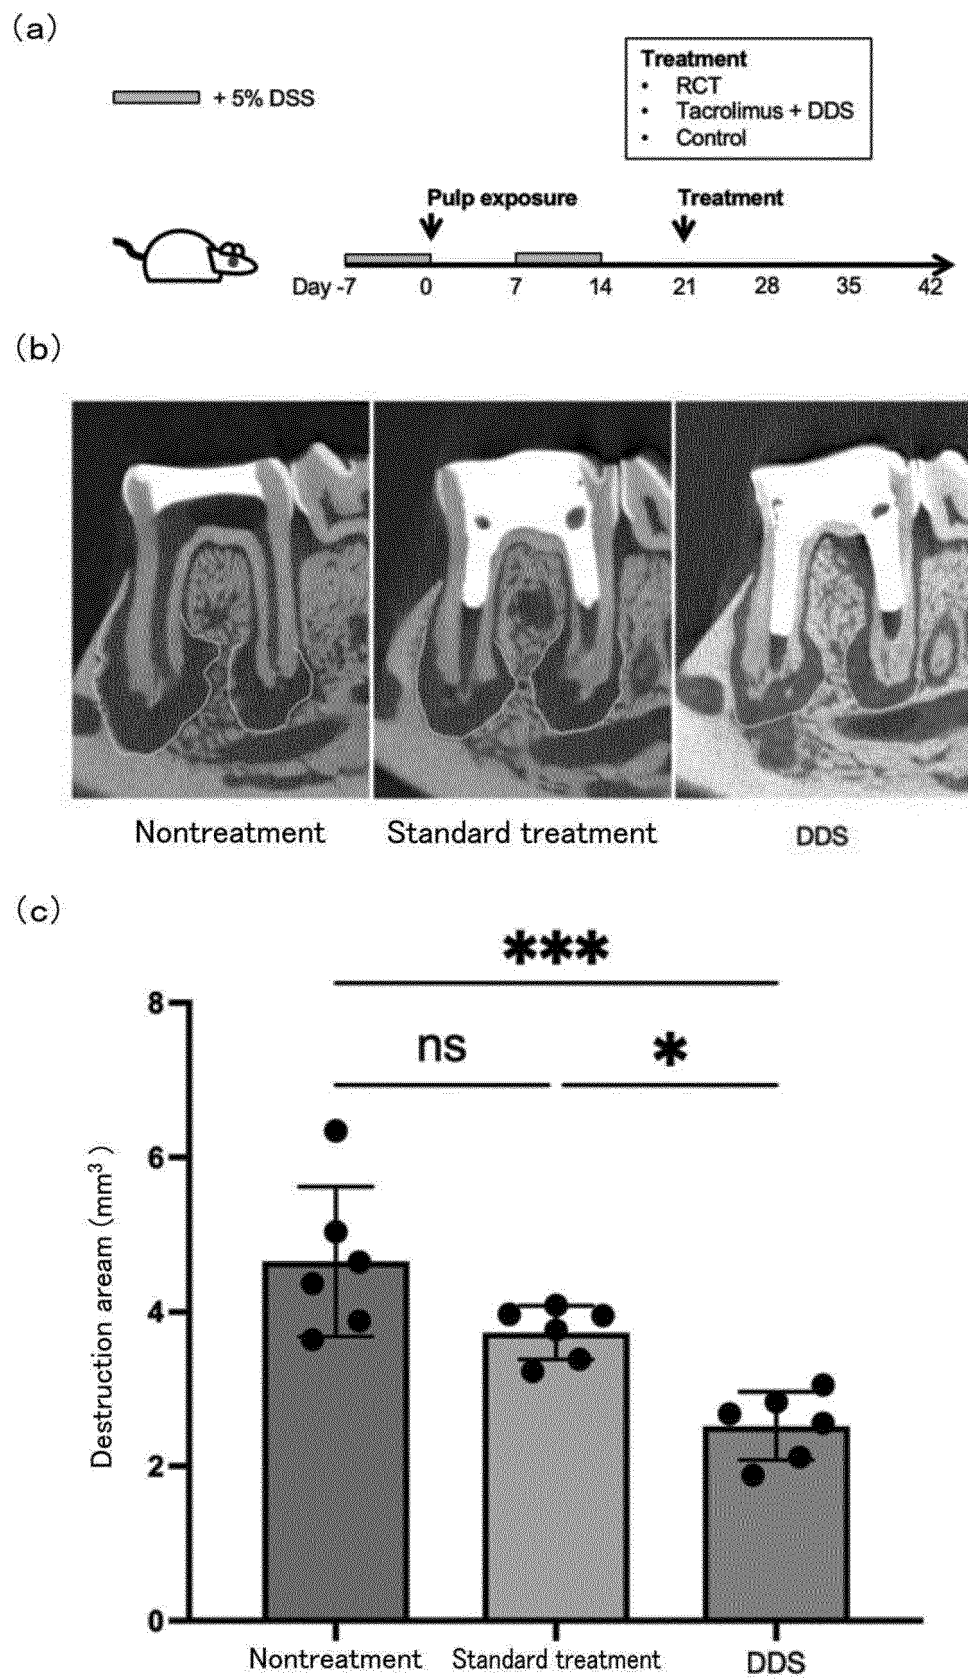 (a)
Treatment
• RCT
• Tacrolimus + DDS
• Control
+ 5% DSS
Pulp exposure
Treatment
Day -7 0 7 14 21 28 35 42
(b)
Nontreatment Standard treatment DDS
(c)
***
ns *
8
6
4
2
0
Destruction aream (mm³)
Nontreatment Standard treatment DDS